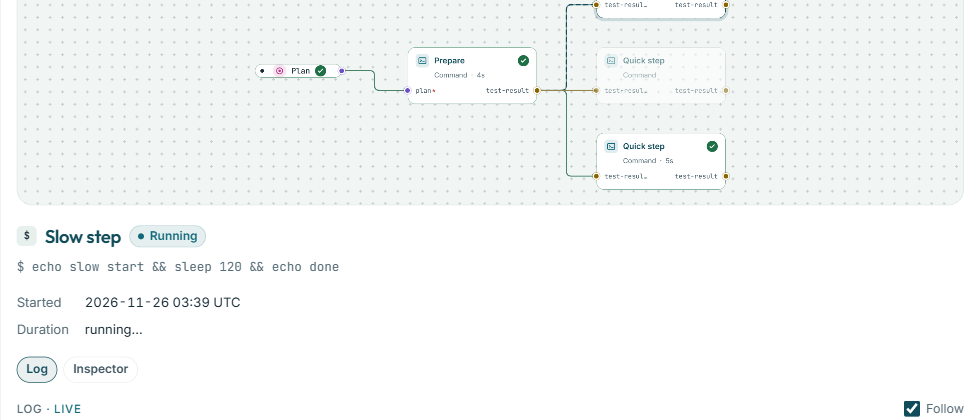 test-resul… test-result
Plan
Prepare
Command · 4s
plan* test-result
Quick step
Command
test-resul… test-result
Quick step
Command · 5s
test-resul… test-result
$ Slow step Running
$ echo slow start && sleep 120 && echo done
Started 2026-11-26 03:39 UTC
Duration running...
Log Inspector
LOG · LIVE Follow